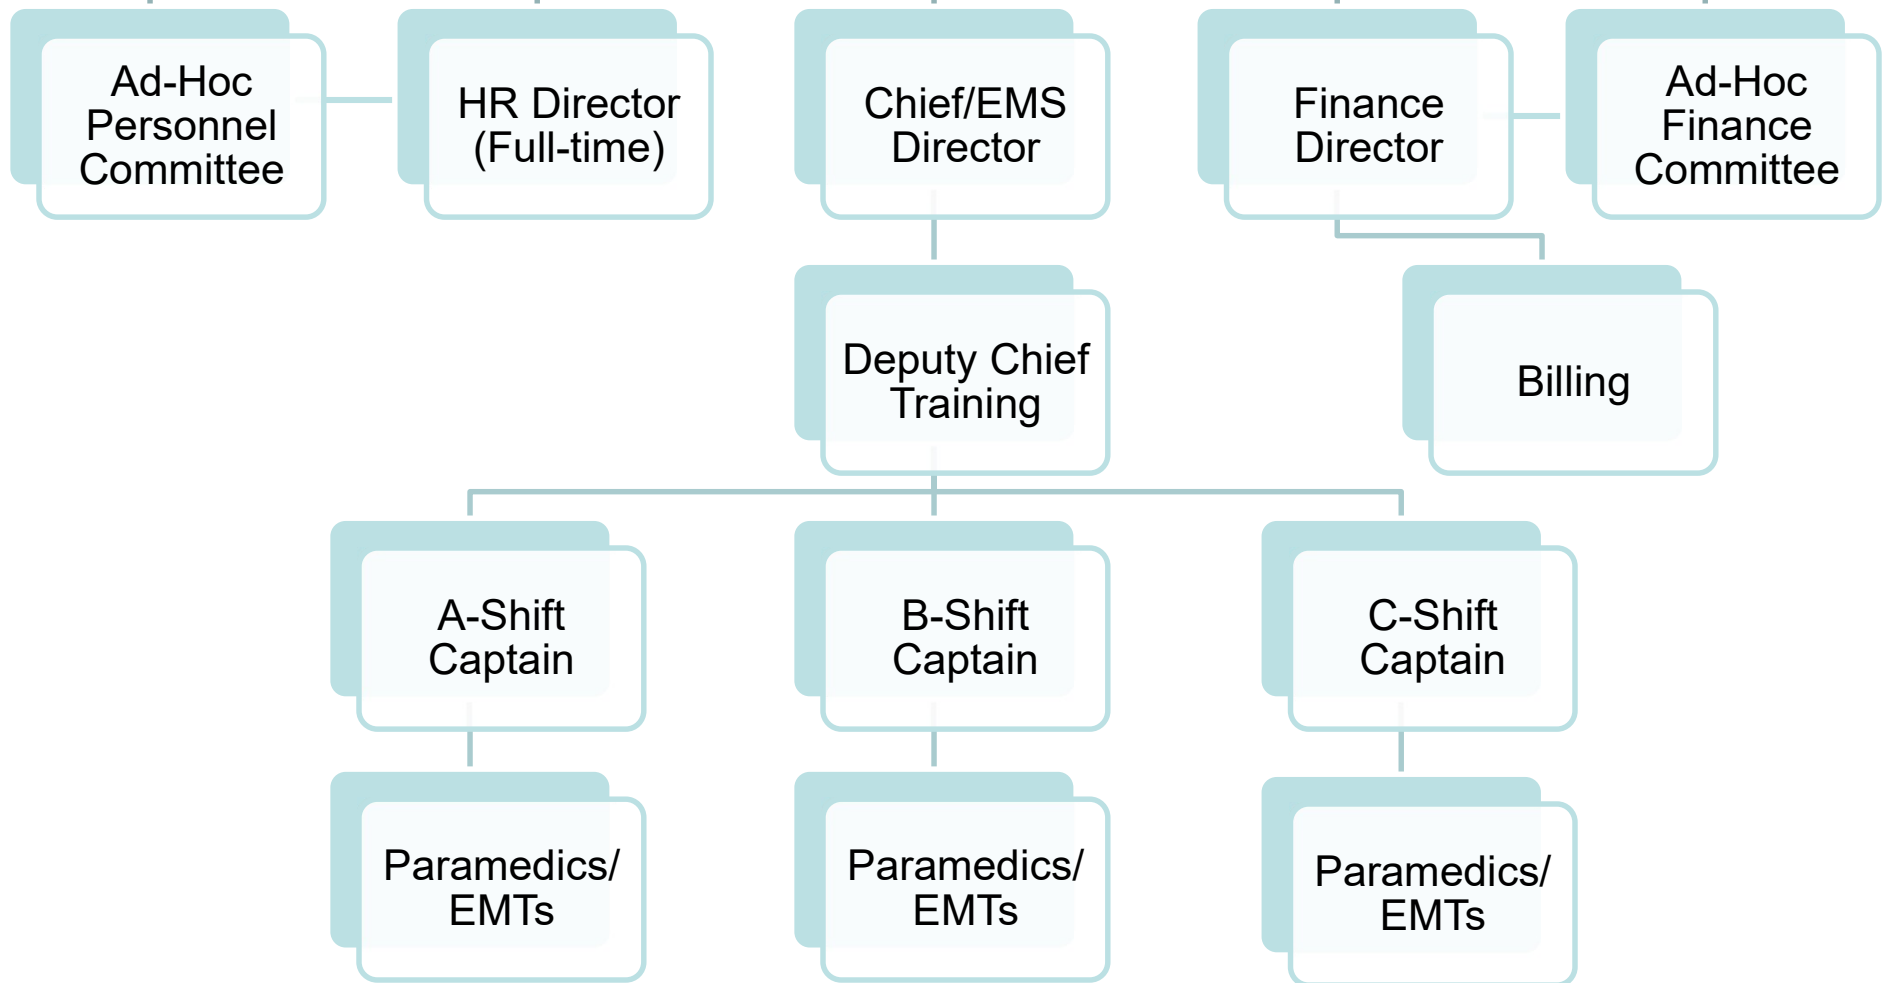 Ad-Hoc
Personnel
Committee
HR Director
(Full-time)
Chief/EMS
Director
Finance
Director
Ad-Hoc
Finance
Committee
Deputy Chief
Training
Billing
A-Shift
Captain
B-Shift
Captain
C-Shift
Captain
Paramedics/
EMTs
Paramedics/
EMTs
Paramedics/
EMTs